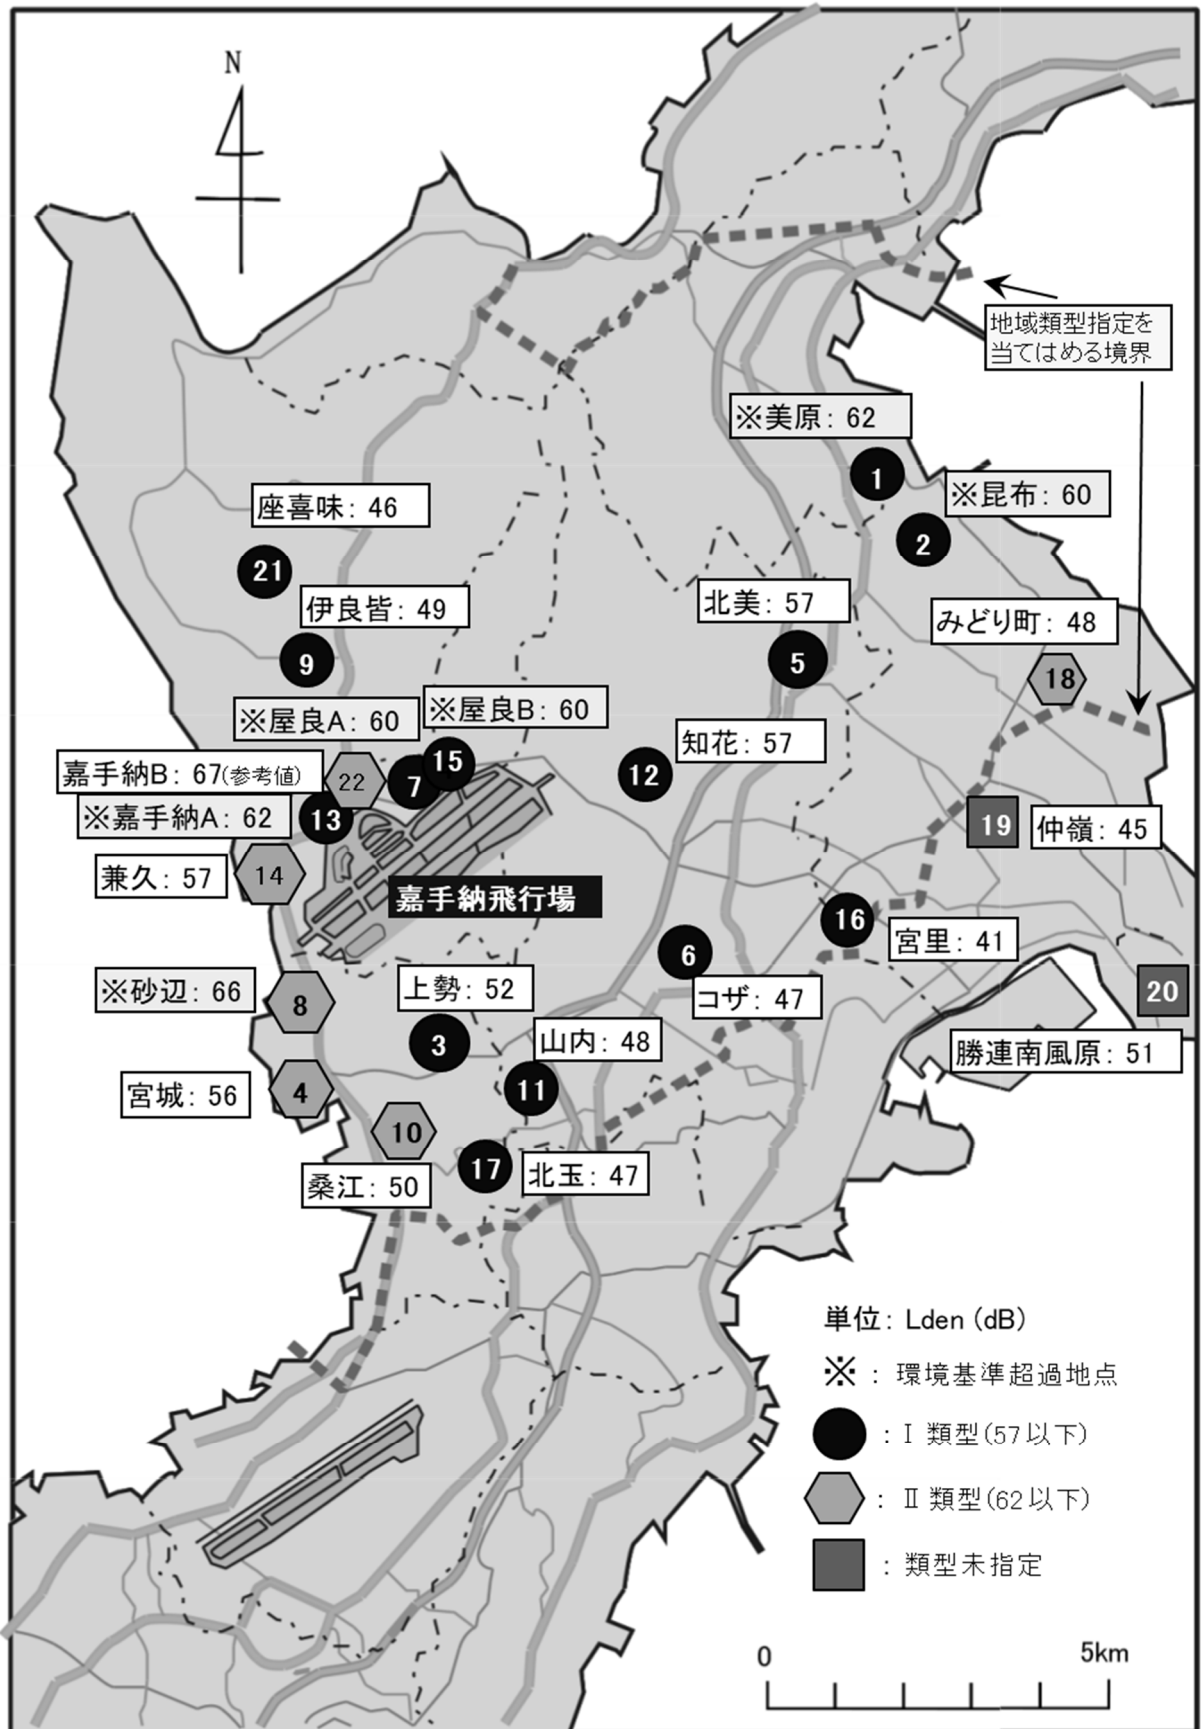 N
地域類型指定を
当てはめる境界
※美原: 62
1
※昆布: 60
2
座喜味: 46
21
伊良皆: 49
9
北美: 57
5
みどり町: 48
18
※屋良A: 60
※屋良B: 60
15
7
嘉手納B: 67(参考値)
22
※嘉手納A: 62
13
知花: 57
12
19
仲嶺: 45
兼久: 57
14
嘉手納飛行場
16
宮里: 41
6
コザ: 47
※砂辺: 66
8
上勢: 52
3
20
勝連南風原: 51
山内: 48
11
宮城: 56
4
10
桑江: 50
17
北玉: 47
単位: Lden (dB)
※ : 環境基準超過地点
: Ⅰ 類型(57以下)
: Ⅱ 類型(62以下)
: 類型未指定
0
5km